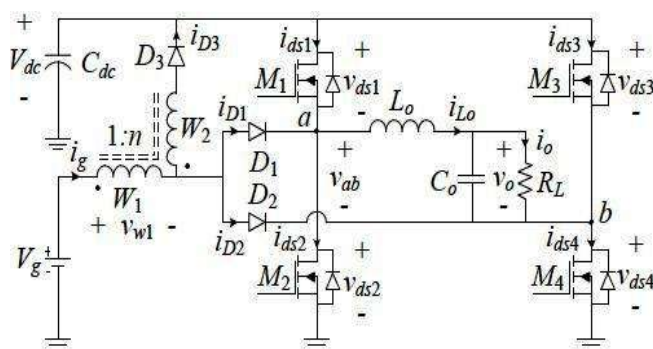 + i_D3 i_ds1 + i_ds3 +
V_dc C_dc D_3 M_1 v_ds1 M_3 v_ds3
- i_D1 - L_o i_Lo -
1:n W_2 a
i_g D_1 + + i_o
W_1 D_2 v_ab C_o v_o R_L
+ v_w1 - - - b
i_D2 i_ds2 + i_ds4 +
V_g + - M_2 v_ds2 M_4 v_ds4
- -